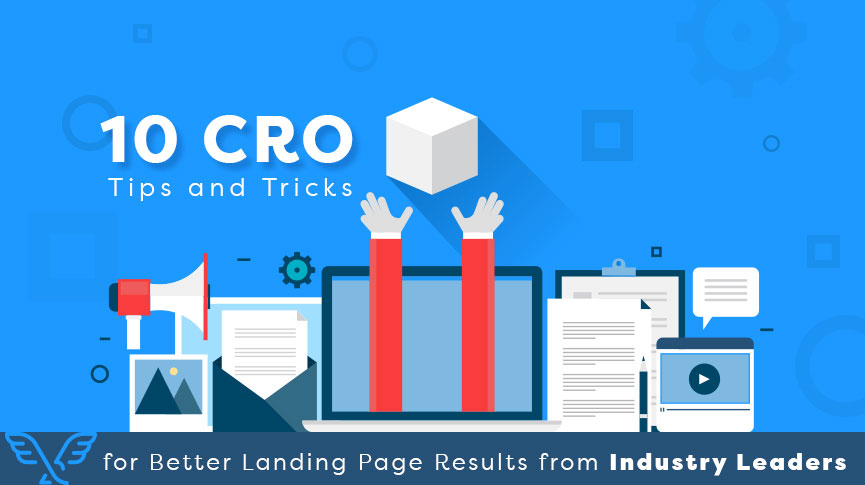 10 CRO
Tips and Tricks
for Better Landing Page Results from Industry Leaders